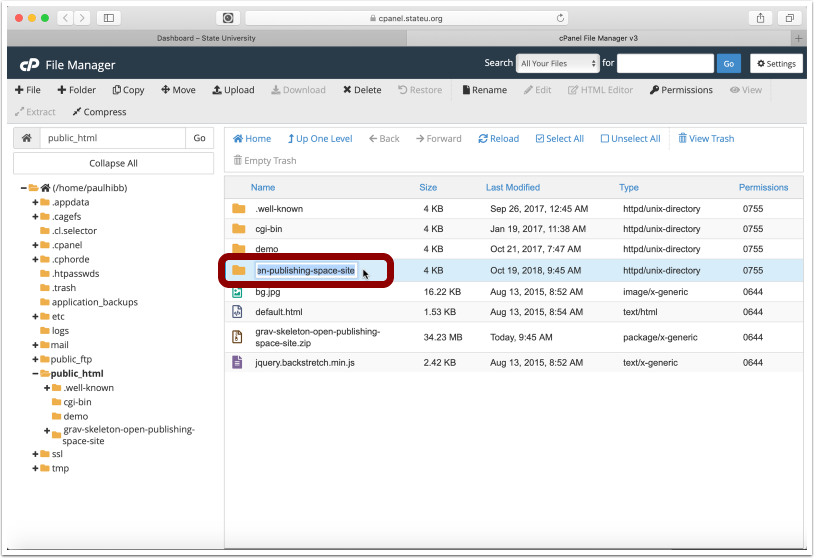 cpanel.stateu.org
Dashboard – State University
cPanel File Manager v3
cP File Manager
Search All Your Files for Go Settings
File Folder Copy Move Upload Download Delete Restore Rename Edit HTML Editor Permissions View
Extract Compress
public_html Go
Collapse All
Home Up One Level Back Forward Reload Select All Unselect All View Trash
Empty Trash
(/home/paulhibb)
.appdata
.cagefs
.cl.selector
.cpanel
.cphorde
.htpasswds
.trash
application_backups
etc
logs
mail
public_ftp
public_html
.well-known
cgi-bin
demo
grav-skeleton-open-publishing-
space-site
ssl
tmp
Name Size Last Modified Type Permissions
.well-known 4 KB Sep 26, 2017, 12:45 AM httpd/unix-directory 0755
cgi-bin 4 KB Jan 19, 2017, 11:38 AM httpd/unix-directory 0755
demo 4 KB Oct 21, 2017, 7:47 AM httpd/unix-directory 0755
en-publishing-space-site 4 KB Oct 19, 2018, 9:45 AM httpd/unix-directory 0755
bg.jpg 16.22 KB Aug 13, 2015, 8:52 AM image/x-generic 0644
default.html 1.53 KB Aug 13, 2015, 8:54 AM text/html 0644
grav-skeleton-open-publishing-
space-site.zip 34.23 MB Today, 9:45 AM package/x-generic 0644
jquery.backstretch.min.js 2.42 KB Aug 13, 2015, 8:52 AM text/x-generic 0644